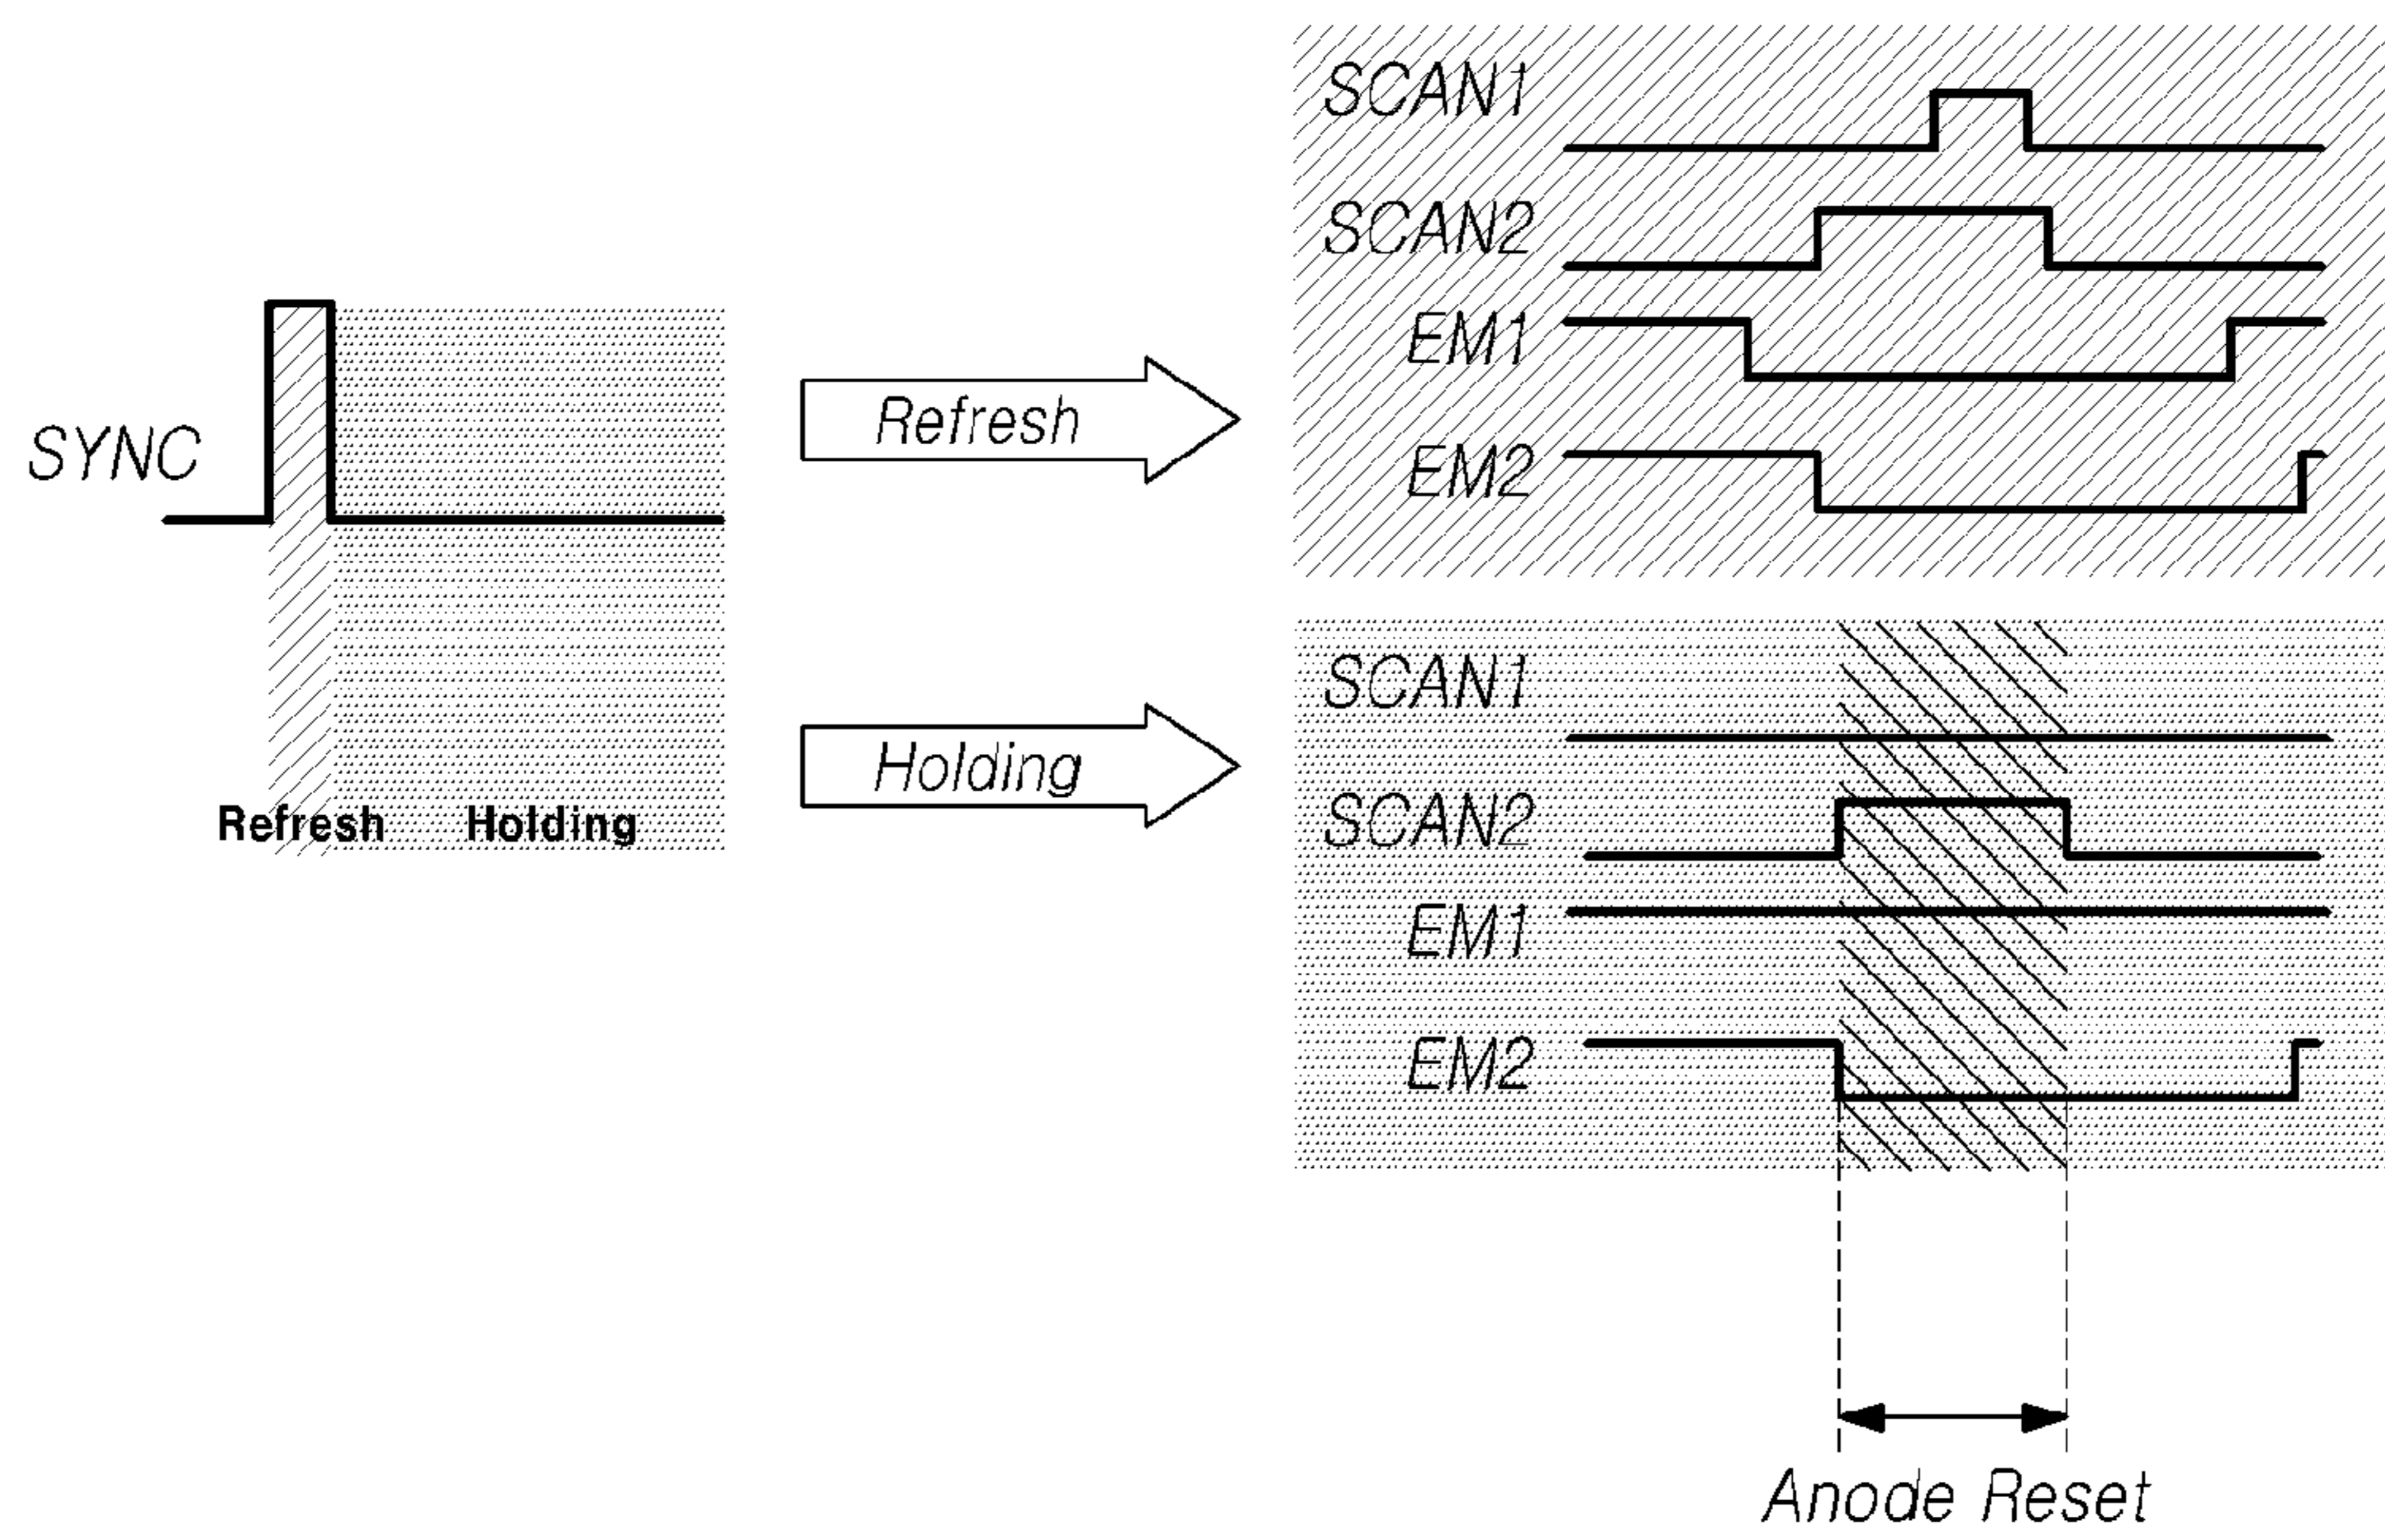 SYNC
Refresh
Holding
Refresh
Holding
SCAN1
SCAN2
EM1
EM2
SCAN1
SCAN2
EM1
EM2
Anode Reset